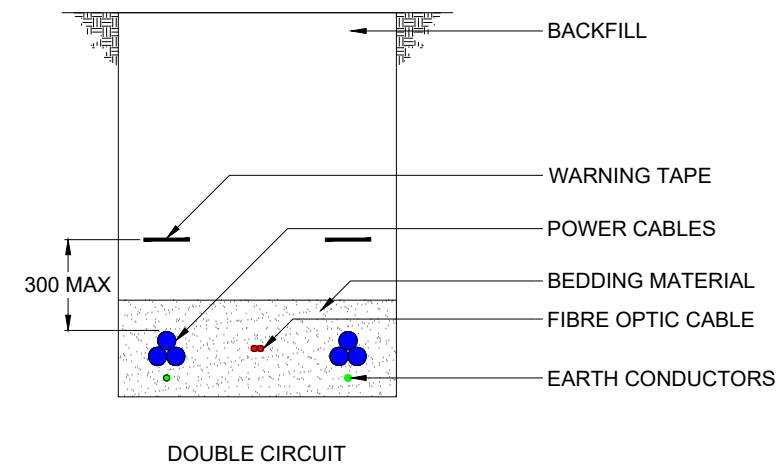 BACKFILL
WARNING TAPE
POWER CABLES
300 MAX
BEDDING MATERIAL
FIBRE OPTIC CABLE
EARTH CONDUCTORS
DOUBLE CIRCUIT